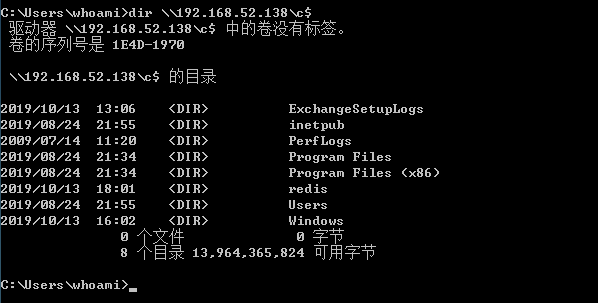 C:\Users\whoami>dir \\192.168.52.138\c$
驱动器 \\192.168.52.138\c$ 中的卷没有标签。
卷的序列号是 1E4D-1970
\\192.168.52.138\c$ 的目录
2019/10/13  13:06    <DIR>          ExchangeSetupLogs
2019/08/24  21:55    <DIR>          inetpub
2009/07/14  11:20    <DIR>          PerfLogs
2019/08/24  21:34    <DIR>          Program Files
2019/08/24  21:34    <DIR>          Program Files (x86)
2019/10/13  18:01    <DIR>          redis
2019/08/24  21:55    <DIR>          Users
2019/10/13  16:02    <DIR>          Windows
0 个文件              0 字节
8 个目录 13,964,365,824 可用字节
C:\Users\whoami>